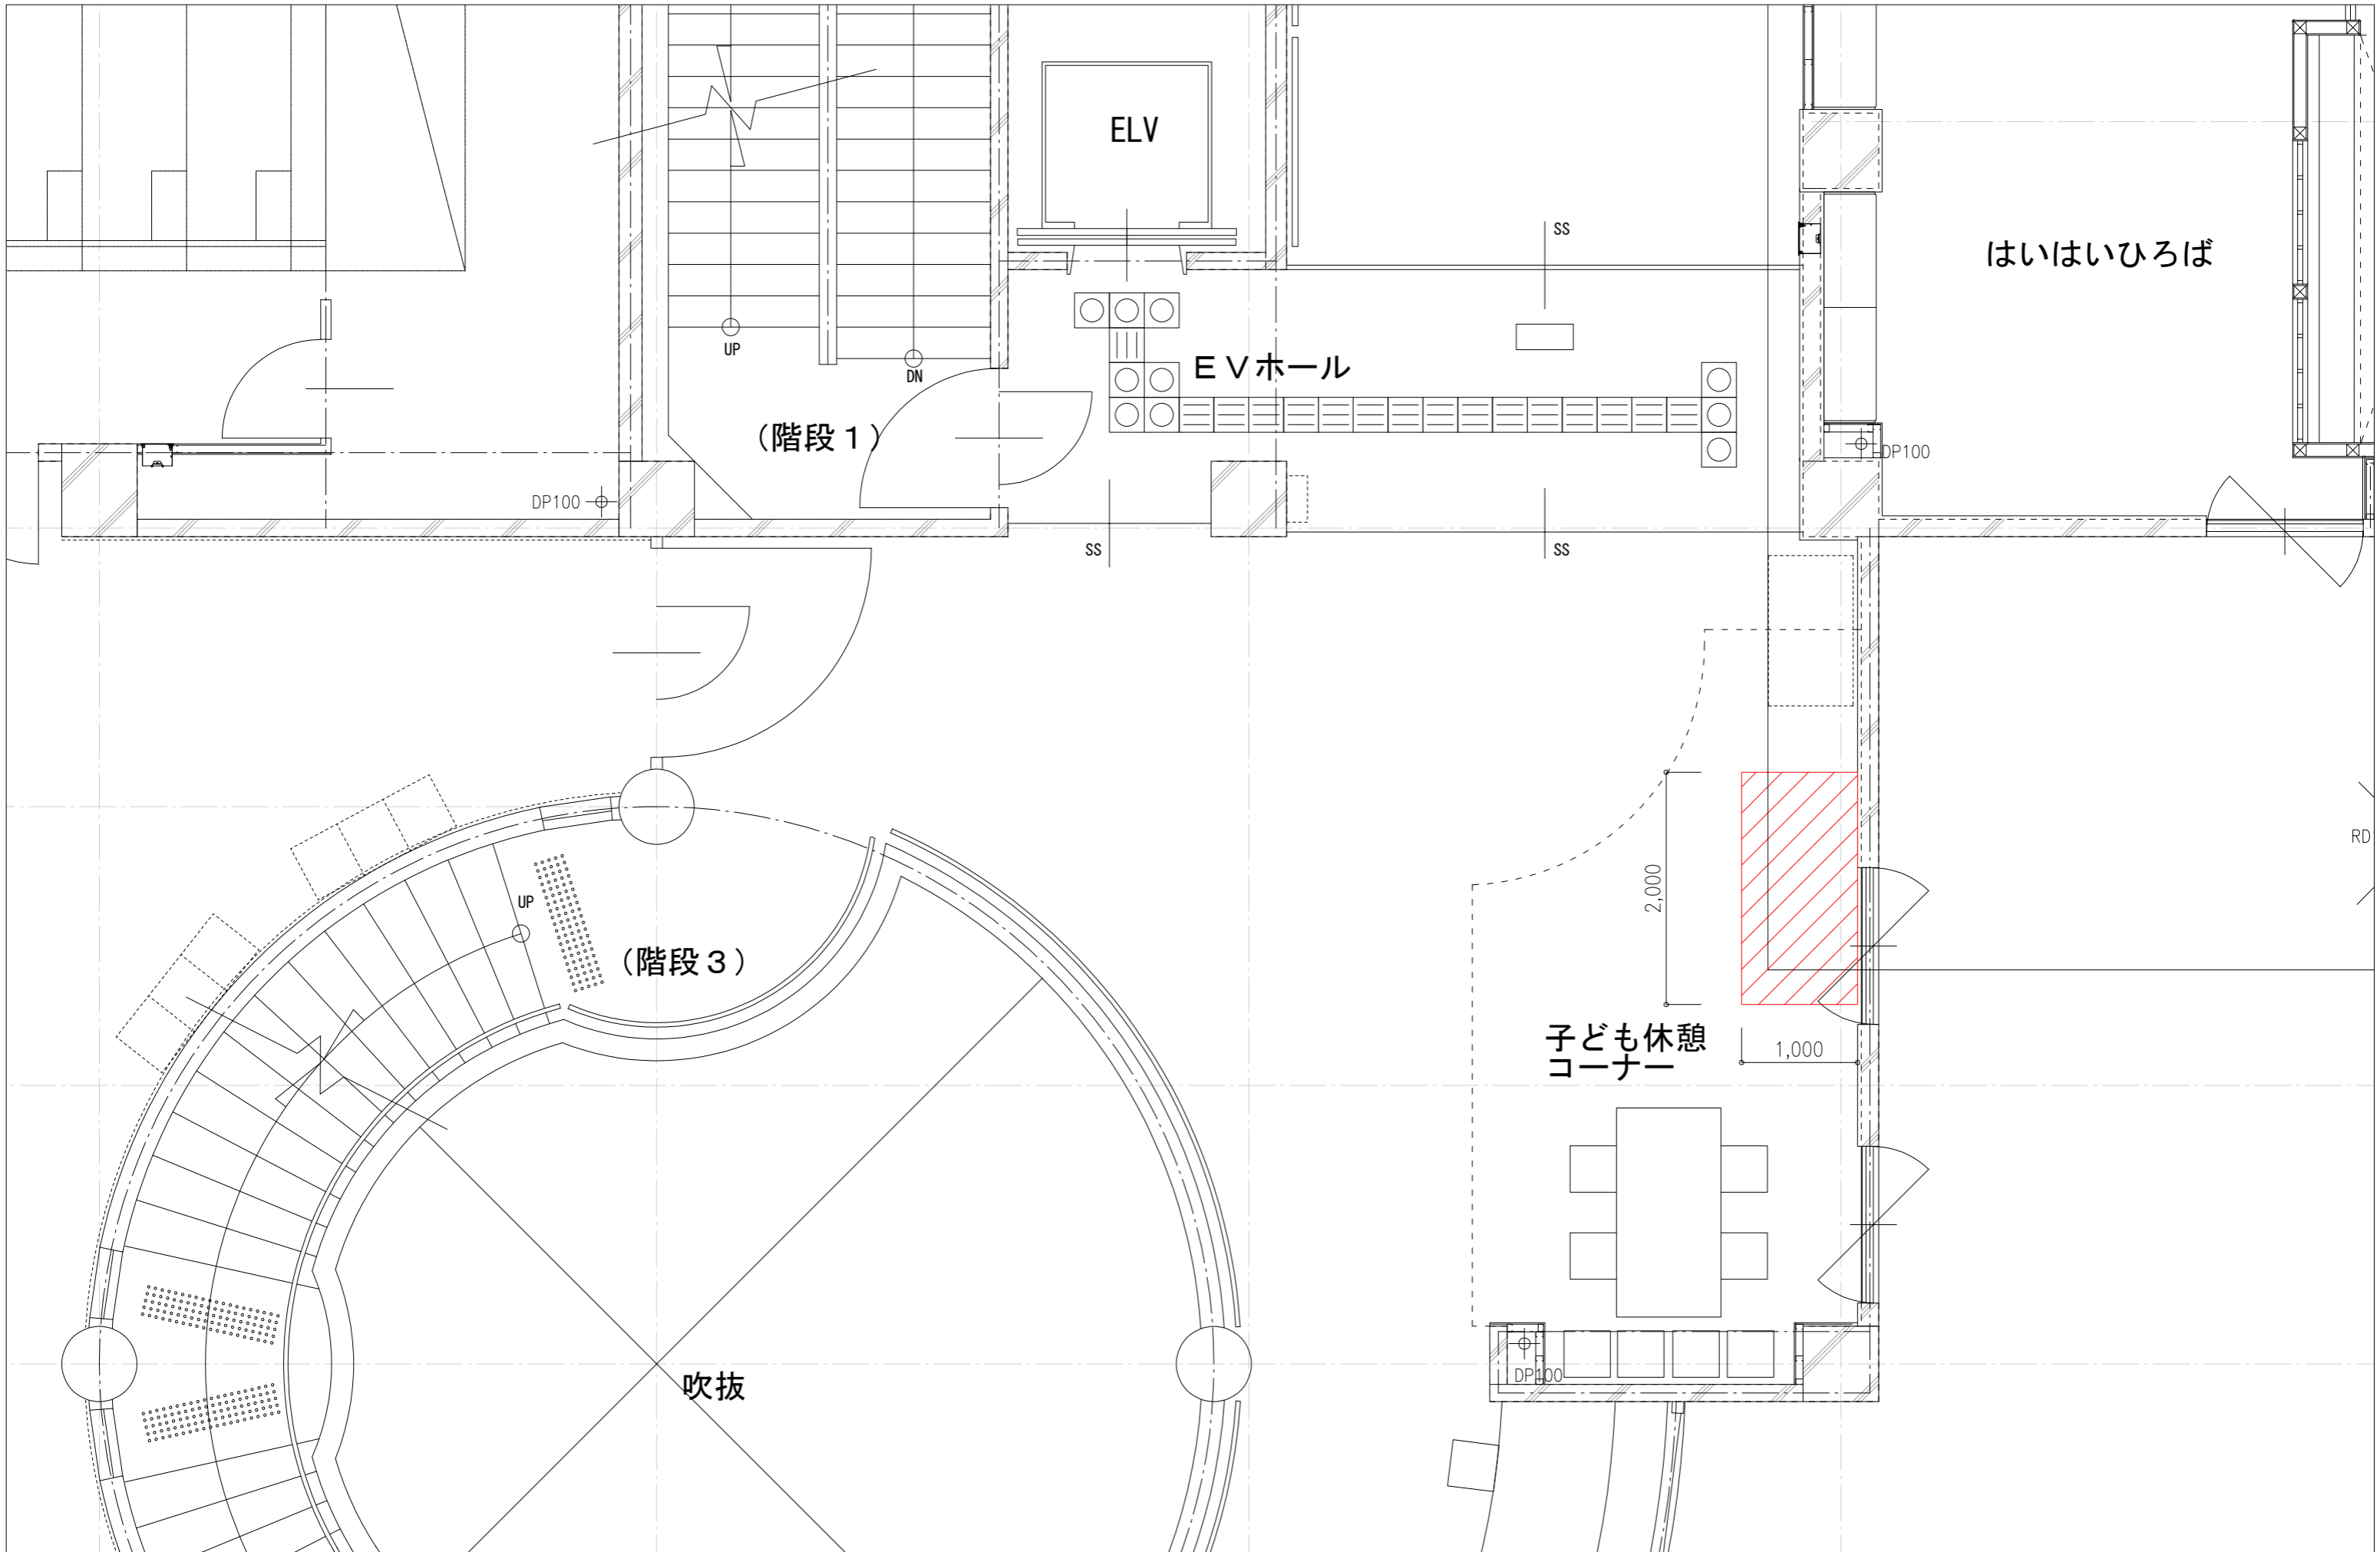 ELV
SS
はいはいひろば
UP
DN
EVホール
(階段1)
DP100
DP100
SS
SS
RD
UP
2,000
(階段3)
子ども休憩
コーナー
1,000
DP100
吹抜